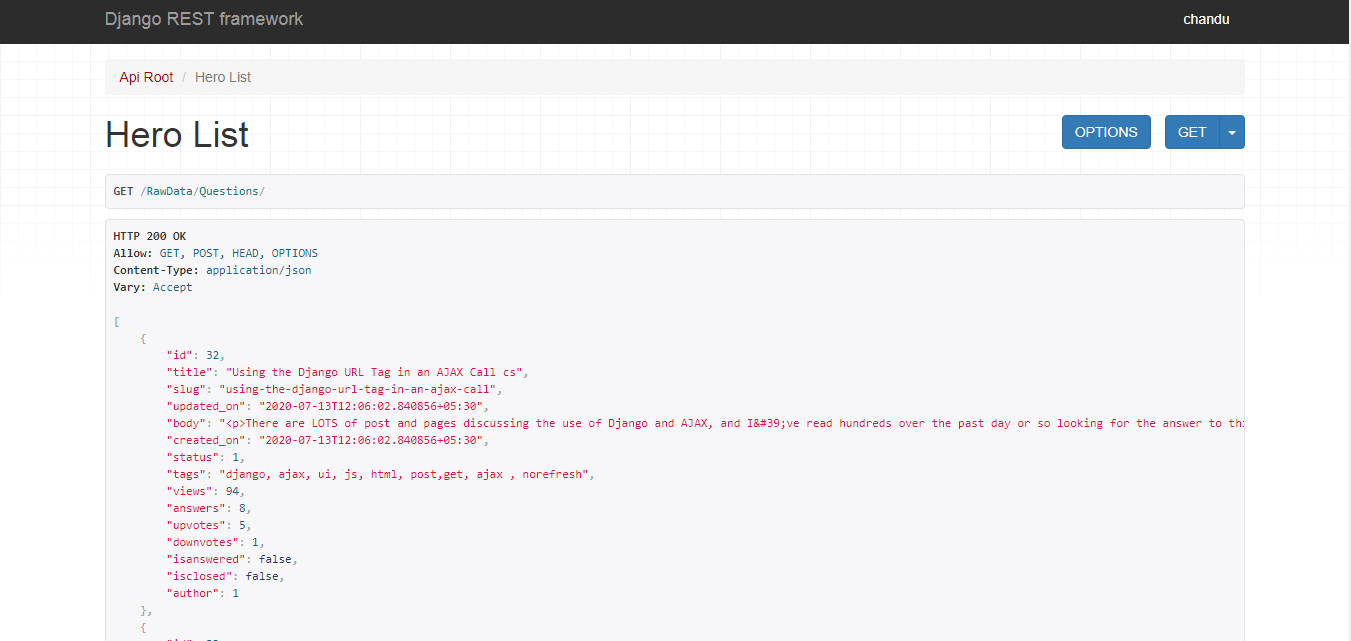 Django REST framework chandu
Api Root / Hero List
Hero List OPTIONS GET
GET /RawData/Questions/
HTTP 200 OK
Allow: GET, POST, HEAD, OPTIONS
Content-Type: application/json
Vary: Accept
[
{
"id": 32,
"title": "Using the Django URL Tag in an AJAX Call cs",
"slug": "using-the-django-url-tag-in-an-ajax-call",
"updated_on": "2020-07-13T12:06:02.840856+05:30",
"body": "<p>There are LOTS of post and pages discussing the use of Django and AJAX, and I&#39;ve read hundreds over the past day or so looking for the answer to
"created_on": "2020-07-13T12:06:02.840856+05:30",
"status": 1,
"tags": "django, ajax, ui, js, html, post,get, ajax , norefresh",
"views": 94,
"answers": 8,
"upvotes": 5,
"downvotes": 1,
"isanswered": false,
"isclosed": false,
"author": 1
},
{